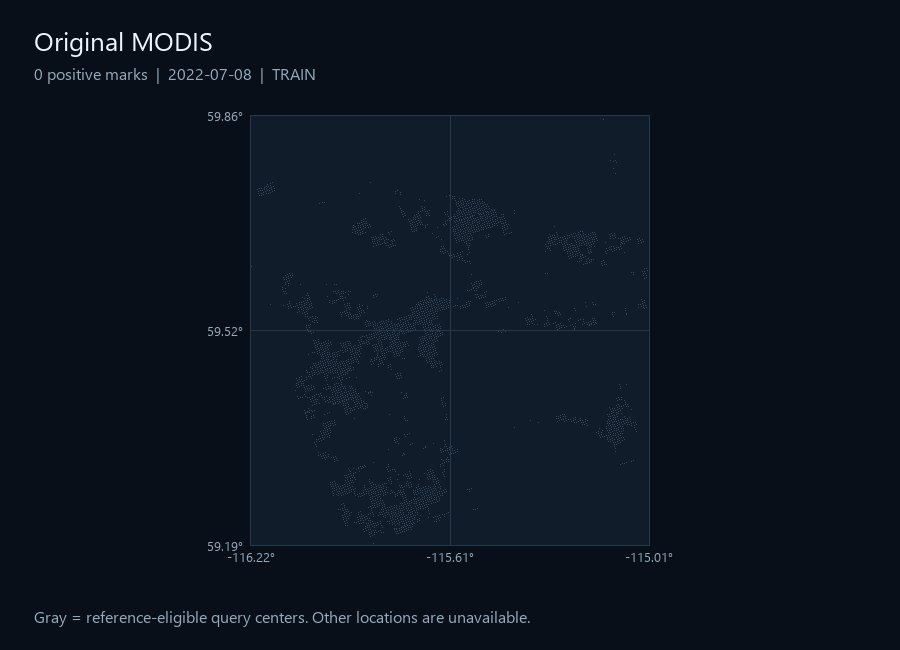 Original MODIS
0 positive marks | 2022-07-08 | TRAIN
59.86°
59.52°
59.19°
-116.22° -115.61° -115.01°
Gray = reference-eligible query centers. Other locations are unavailable.